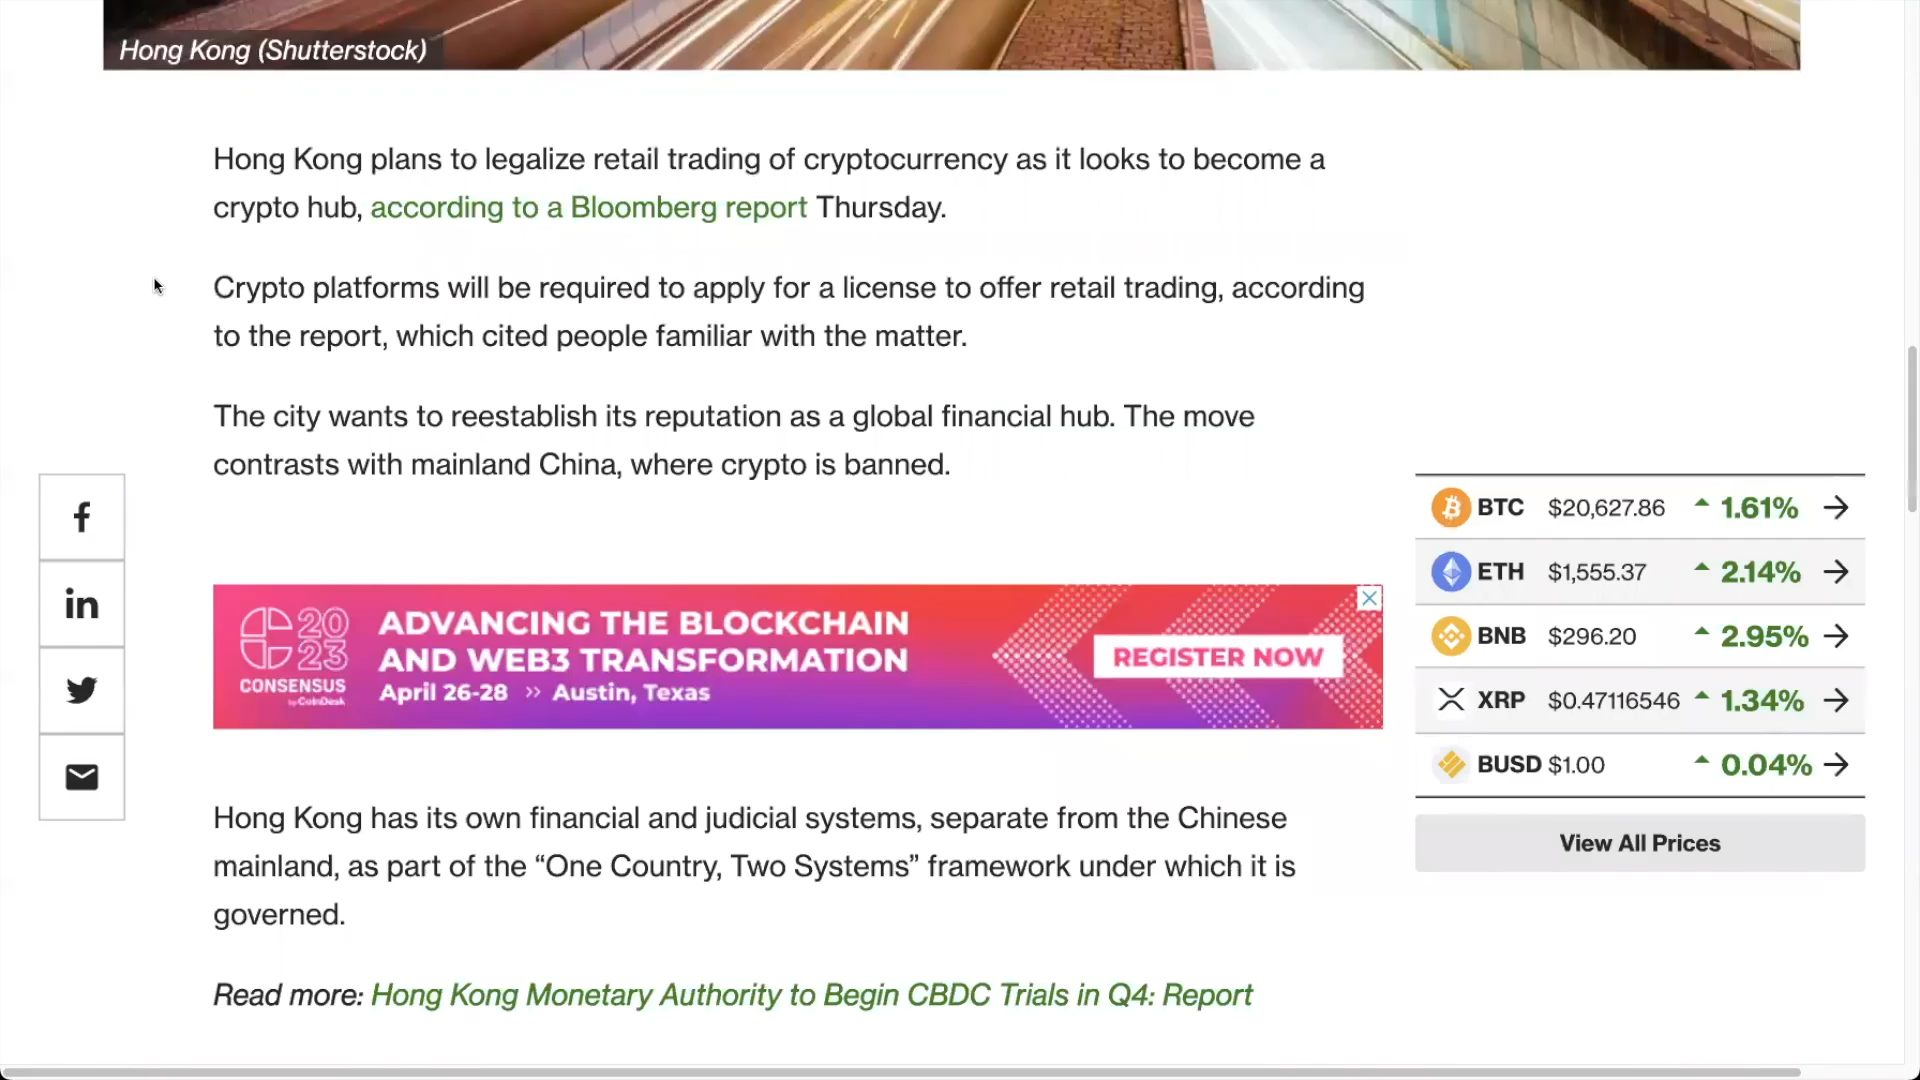 Hong Kong (Shutterstock)
Hong Kong plans to legalize retail trading of cryptocurrency as it looks to become a
crypto hub, according to a Bloomberg report Thursday.
Crypto platforms will be required to apply for a license to offer retail trading, according
to the report, which cited people familiar with the matter.
The city wants to reestablish its reputation as a global financial hub. The move
contrasts with mainland China, where crypto is banned.
f
in
2023
CONSENSUS
by CoinDesk
ADVANCING THE BLOCKCHAIN
AND WEB3 TRANSFORMATION
April 26-28 >> Austin, Texas
REGISTER NOW
Hong Kong has its own financial and judicial systems, separate from the Chinese
mainland, as part of the “One Country, Two Systems” framework under which it is
governed.
Read more: Hong Kong Monetary Authority to Begin CBDC Trials in Q4: Report
BTC $20,627.86 1.61%
ETH $1,555.37 2.14%
BNB $296.20 2.95%
XRP $0.47116546 1.34%
BUSD $1.00 0.04%
View All Prices